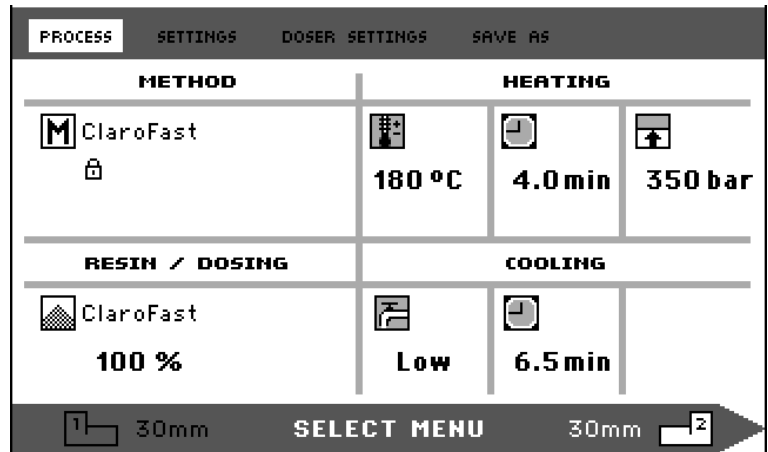 PROCESS SETTINGS DOSER SETTINGS SAVE AS
METHOD HEATING
M ClaroFast
180 ºC 4.0 min 350 bar
RESIN / DOSING COOLING
ClaroFast
100 % Low 6.5 min
1 30mm SELECT MENU 30mm 2